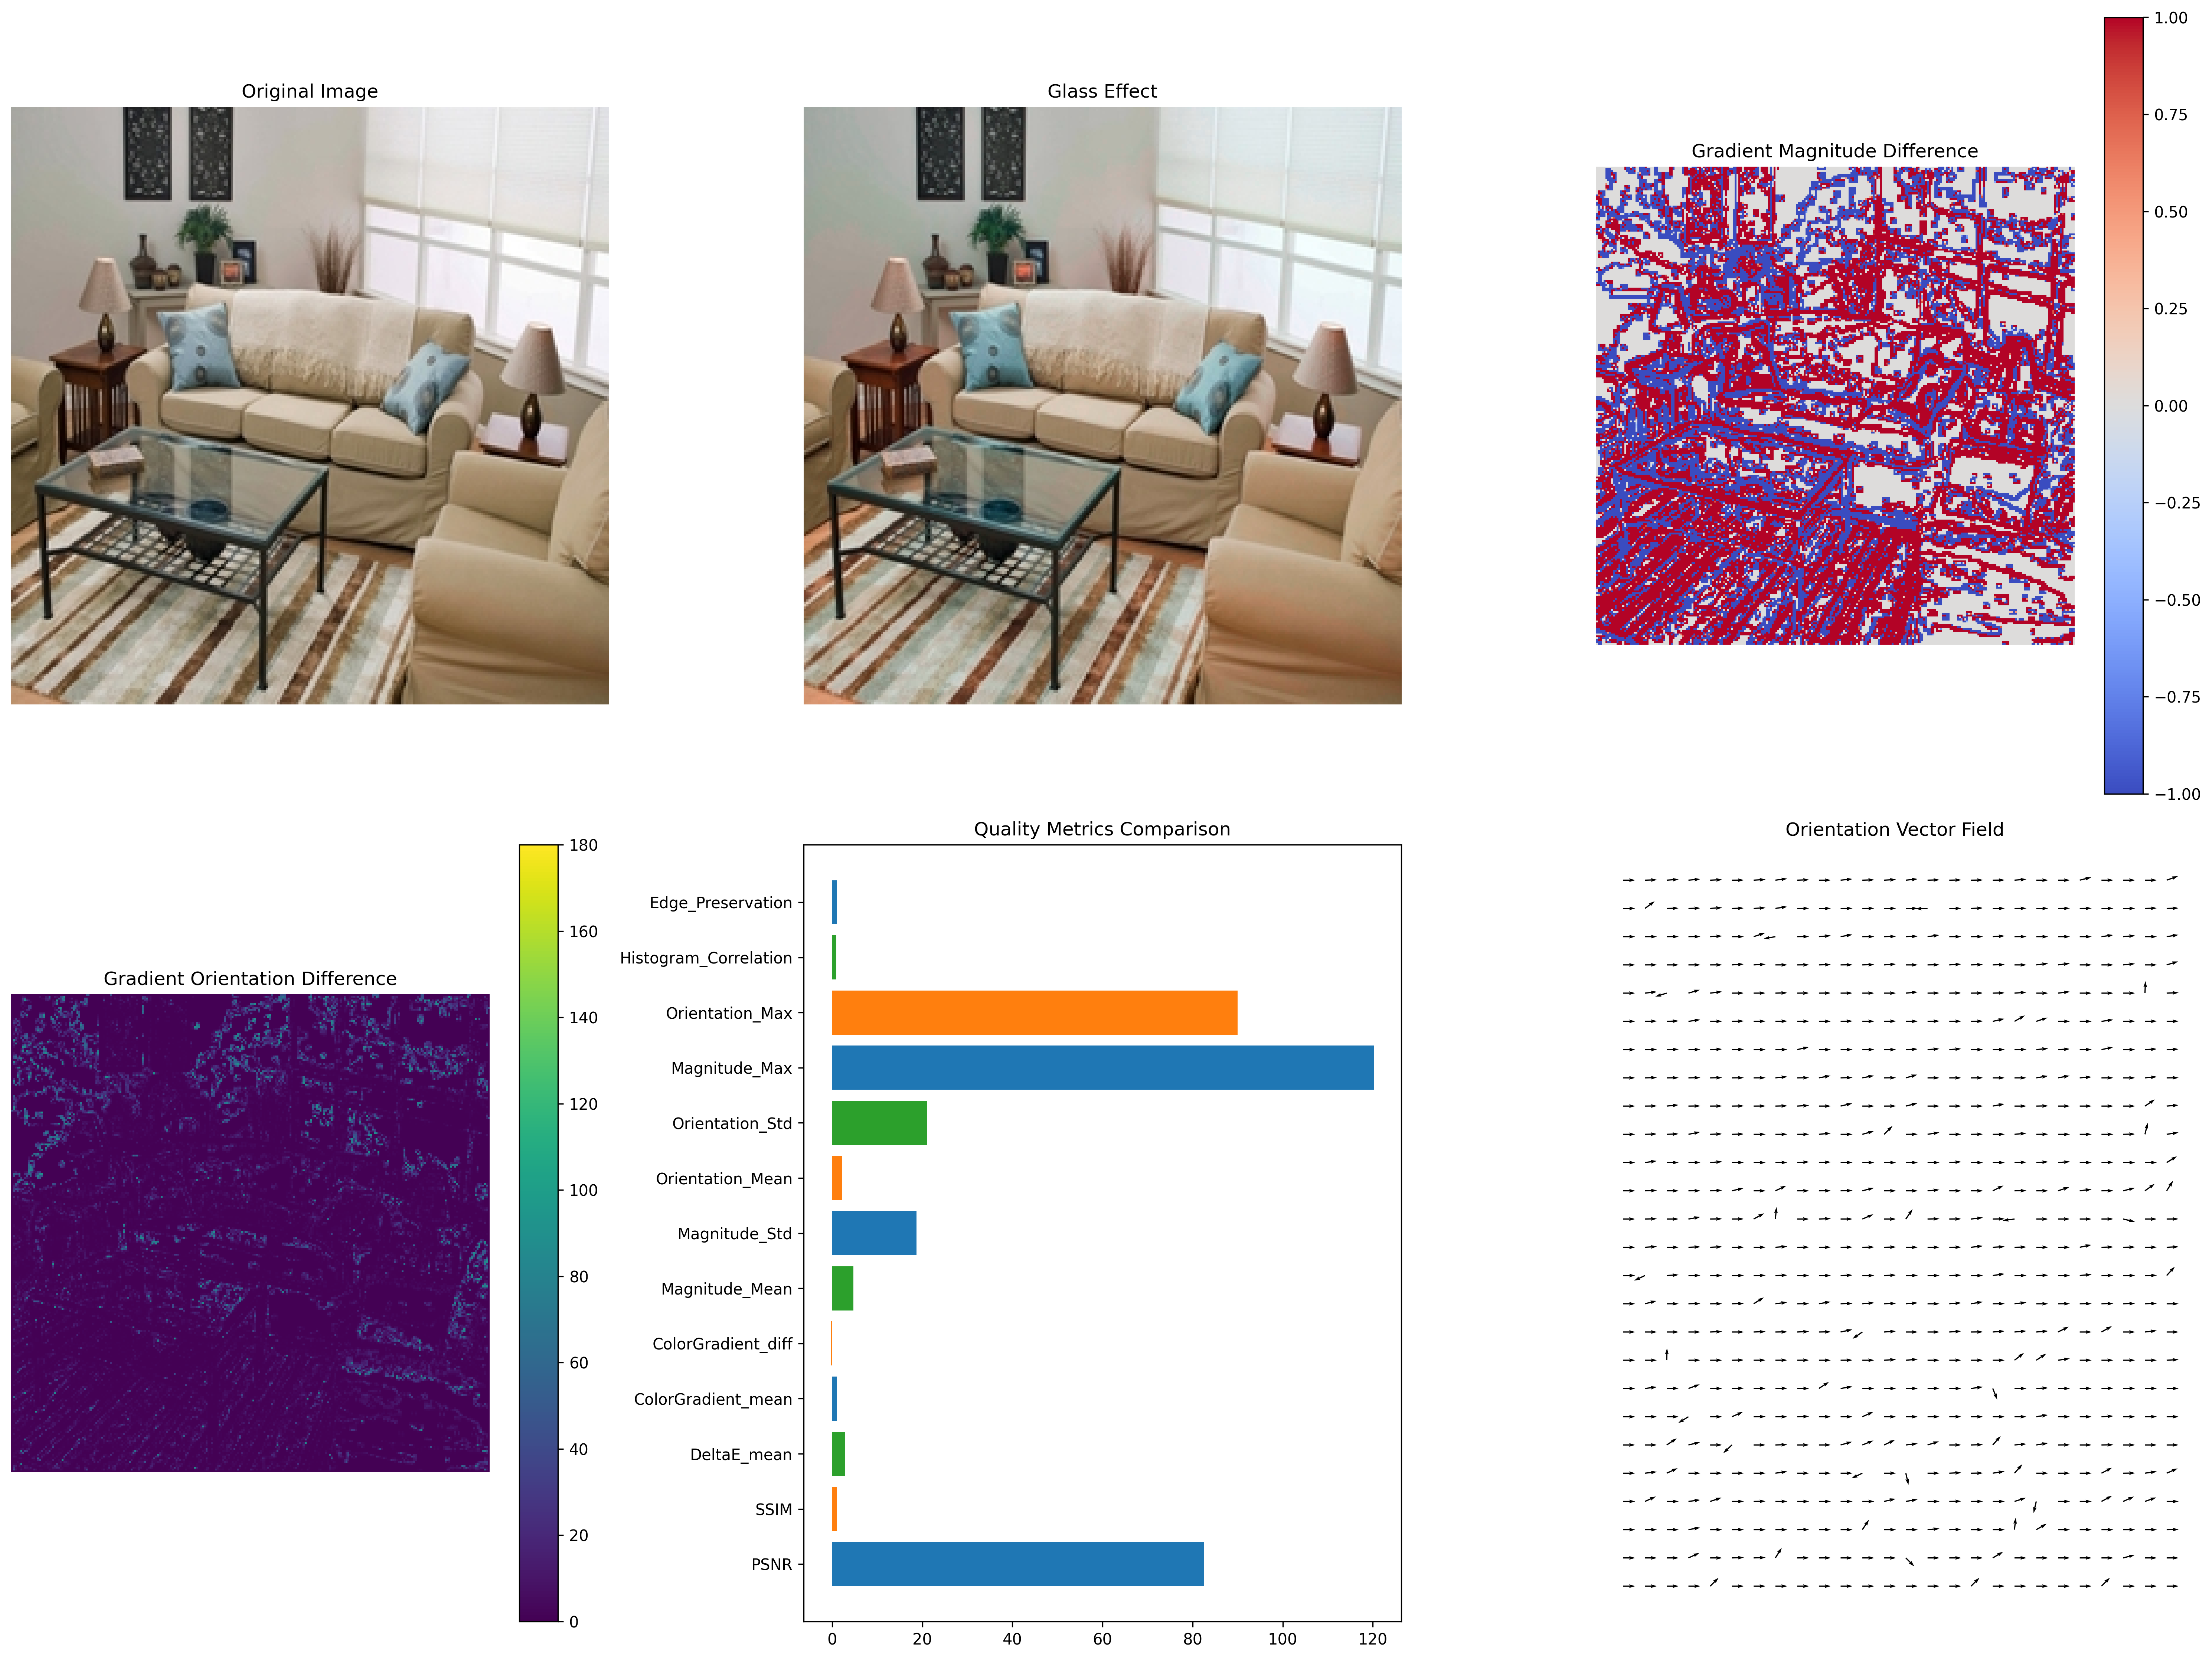 Original Image
Glass Effect
Gradient Magnitude Difference
1.00
0.75
0.50
0.25
0.00
−0.25
−0.50
−0.75
−1.00
Gradient Orientation Difference
180
160
140
120
100
80
60
40
20
0
Quality Metrics Comparison
Edge_Preservation
Histogram_Correlation
Orientation_Max
Magnitude_Max
Orientation_Std
Orientation_Mean
Magnitude_Std
Magnitude_Mean
ColorGradient_diff
ColorGradient_mean
DeltaE_mean
SSIM
PSNR
0 20 40 60 80 100 120
Orientation Vector Field